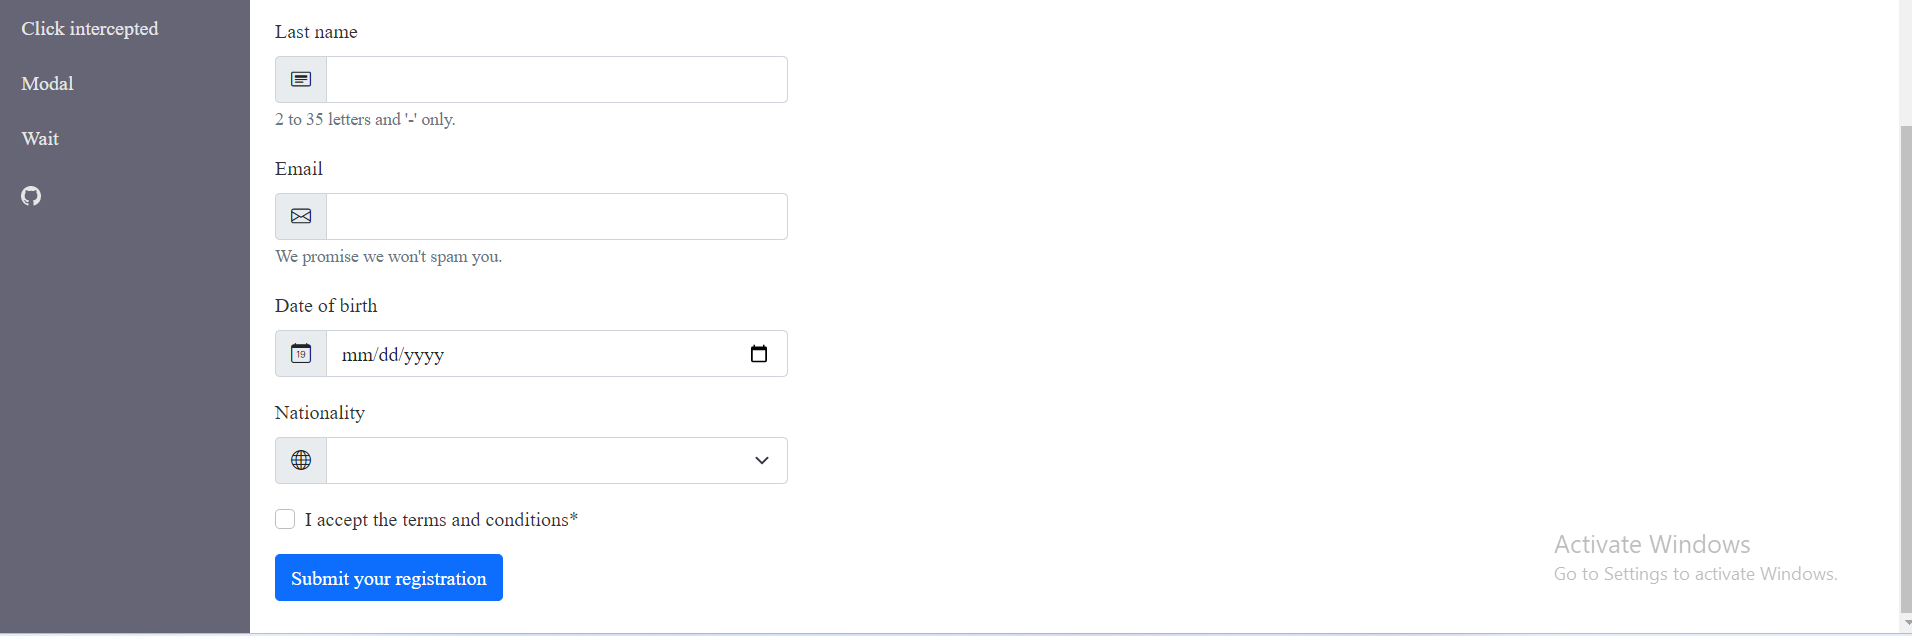 Click intercepted
Modal
Wait
Last name
2 to 35 letters and '-' only.
Email
We promise we won't spam you.
Date of birth
19
mm/dd/yyyy
Nationality
I accept the terms and conditions*
Submit your registration
Activate Windows
Go to Settings to activate Windows.